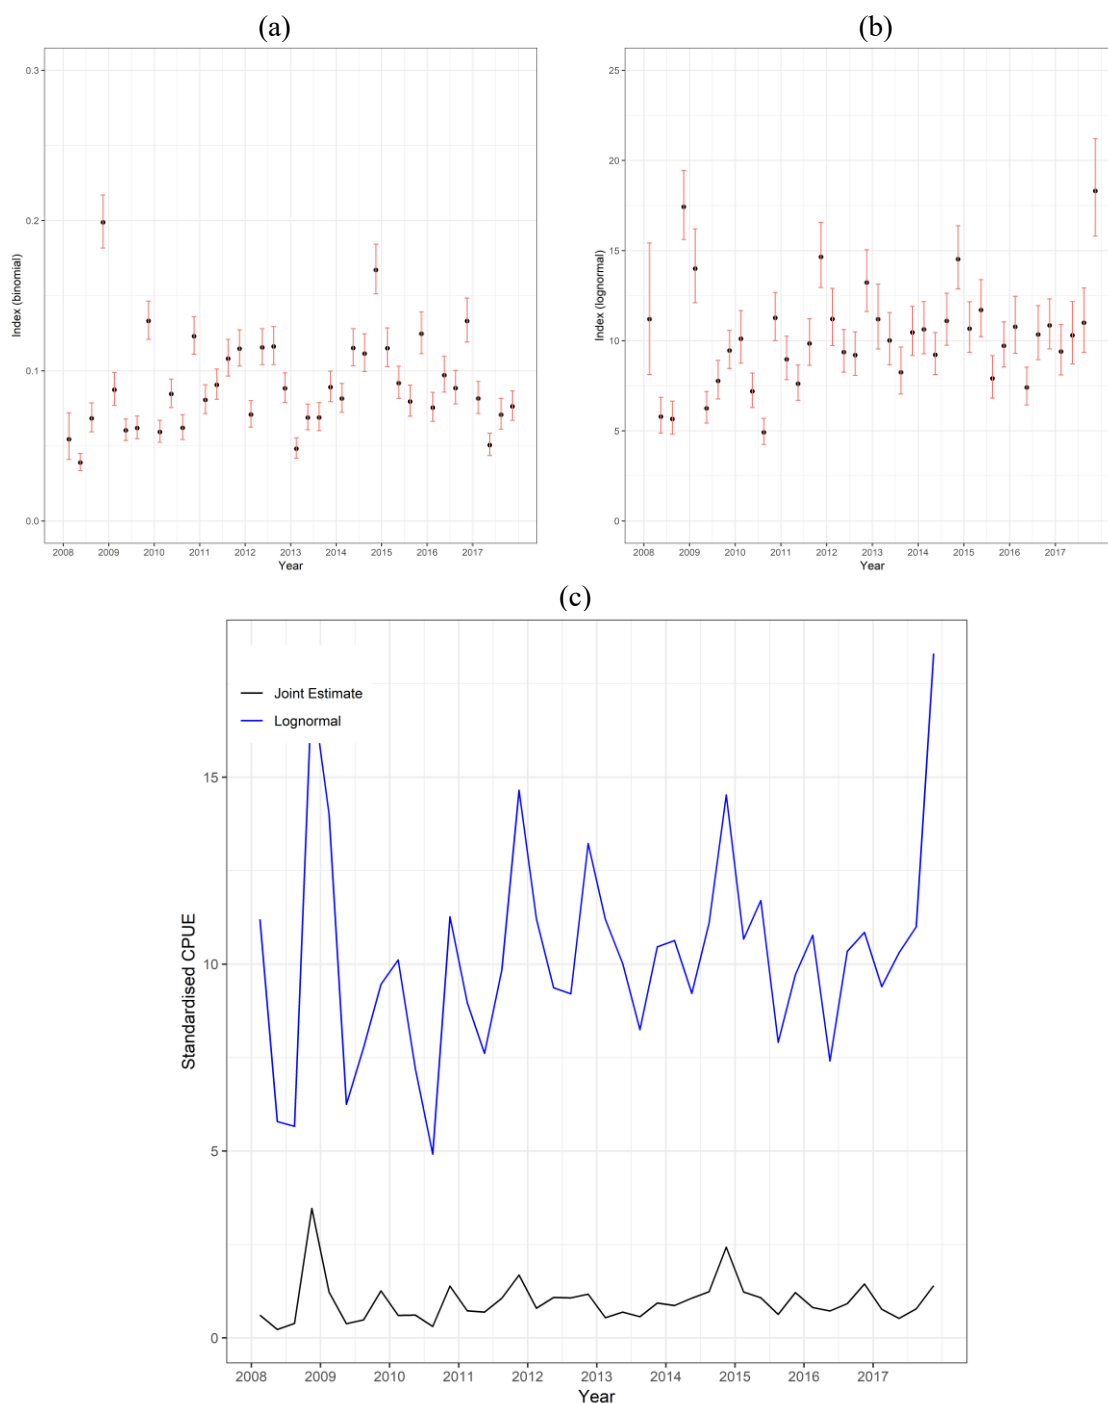 (a)
(b)
0.3
0.2
0.1
0.0
Index (binomial)
2008 2009 2010 2011 2012 2013 2014 2015 2016 2017
Year
25
20
15
10
5
0
Index (lognormal)
2008 2009 2010 2011 2012 2013 2014 2015 2016 2017
Year
(c)
Joint Estimate
Lognormal
15
10
5
0
Standardised CPUE
2008 2009 2010 2011 2012 2013 2014 2015 2016 2017
Year